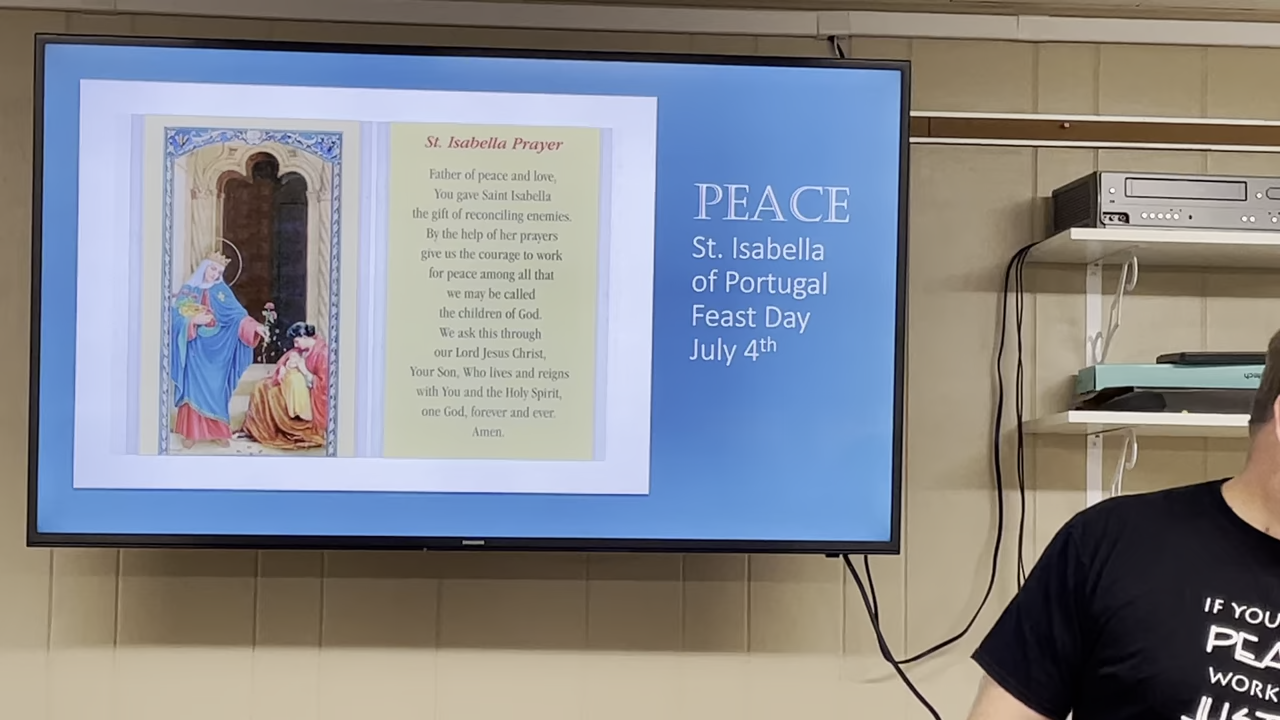 St. Isabella Prayer
Father of peace and love,
You gave Saint Isabella
the gift of reconciling enemies.
By the help of her prayers
give us the courage to work
for peace among all that
we may be called
the children of God.
We ask this through
our Lord Jesus Christ,
Your Son, Who lives and reigns
with You and the Holy Spirit,
one God, forever and ever.
Amen.
PEACE
St. Isabella
of Portugal
Feast Day
July 4th
IF YOU
PEA
WORK